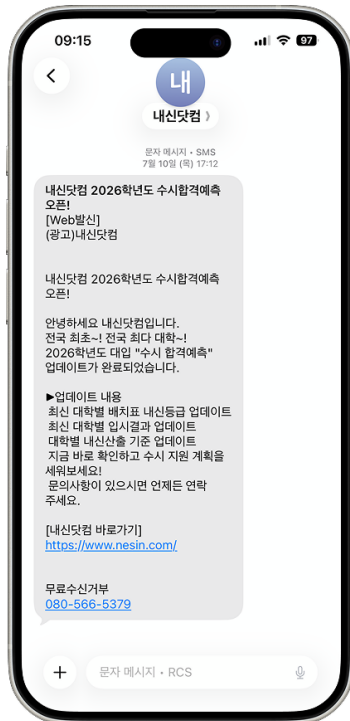 09:15
97
내
내신닷컴
문자 메시지 • SMS
7월 10일 (목) 17:12
내신닷컴 2026학년도 수시합격예측
오픈!
[Web발신]
(광고)내신닷컴
내신닷컴 2026학년도 수시합격예측
오픈!
안녕하세요 내신닷컴입니다.
전국 최초~! 전국 최다 대학~!
2026학년도 대입 "수시 합격예측"
업데이트가 완료되었습니다.
▶업데이트 내용
최신 대학별 배치표 내신등급 업데이트
최신 대학별 입시결과 업데이트
대학별 내신산출 기준 업데이트
지금 바로 확인하고 수시 지원 계획을
세워보세요!
문의사항이 있으시면 언제든 연락
주세요.
[내신닷컴 바로가기]
https://www.nesin.com/
무료수신거부
080-566-5379
문자 메시지 • RCS